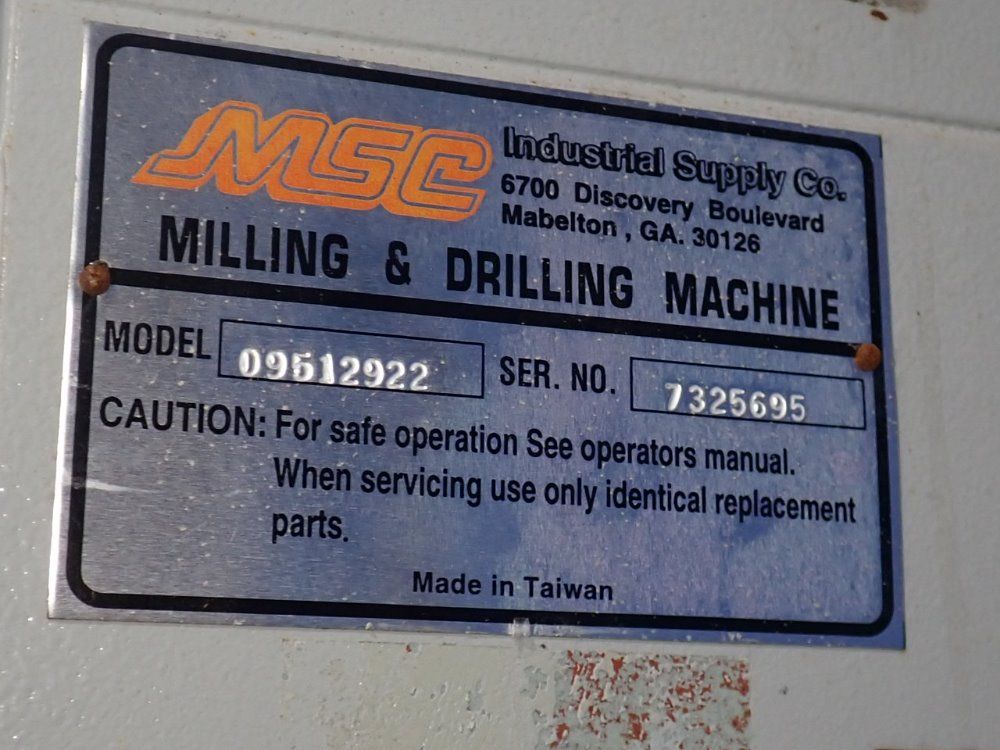 MSC Industrial Supply Co.
6700 Discovery Boulevard
Mabelton , GA. 30126
MILLING & DRILLING MACHINE
MODEL 09512922 SER. NO. 7325695
CAUTION: For safe operation See operators manual.
When servicing use only identical replacement
parts.
Made in Taiwan